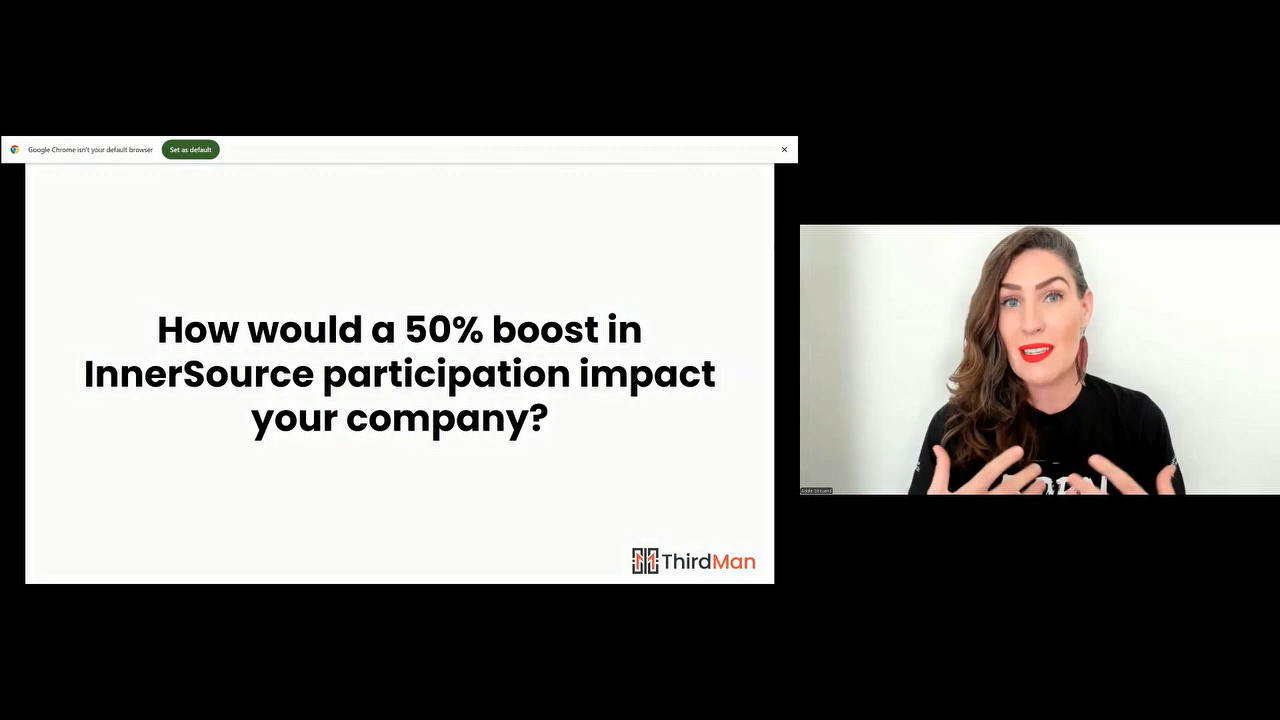 Google Chrome isn't your default browser
Set as default
How would a 50% boost in
InnerSource participation impact
your company?
ThirdMan